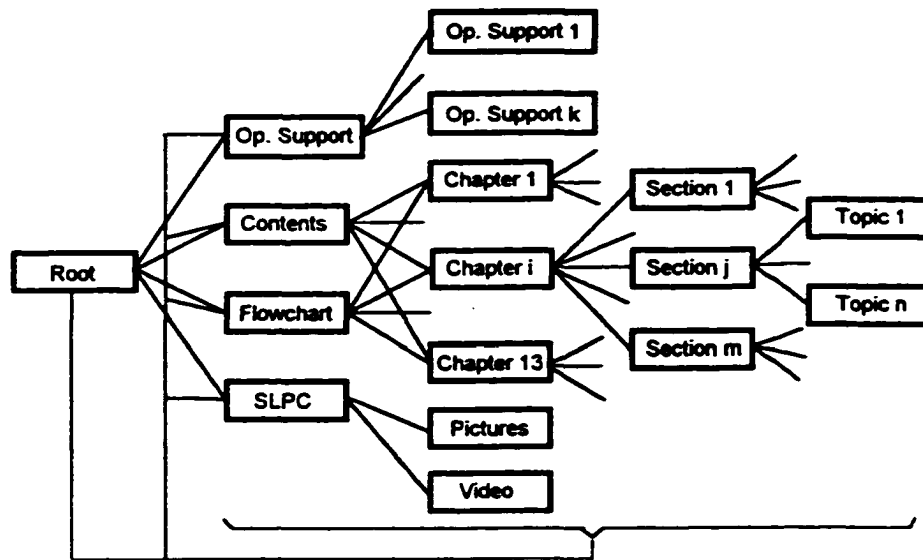 Op. Support 1
Op. Support k
Op. Support
Chapter 1
Section 1
Contents
Topic 1
Root
Chapter i
Section j
Flowchart
Topic n
Chapter 13
Section m
SLPC
Pictures
Video